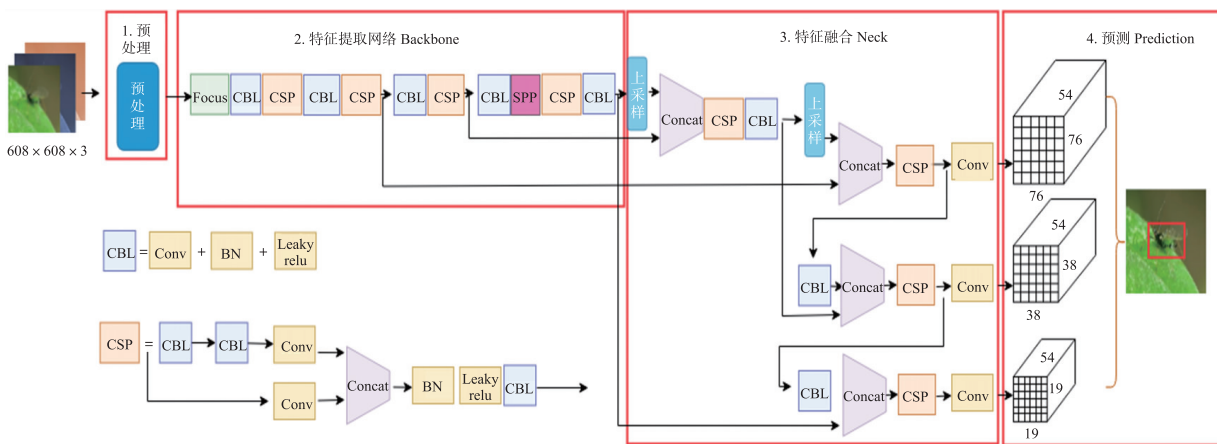 1. 预
处理
预
处
理
608 × 608 × 3
2. 特征提取网络 Backbone
Focus CBL CSP CBL CSP CBL CSP CBL SPP CSP CBL
3. 特征融合 Neck
上
采
样
Concat CSP CBL
上
采
样
Concat CSP Conv
CBL Concat CSP Conv
CBL Concat CSP Conv
4. 预测 Prediction
54
76
76
54
38
38
54
19
19
CBL = Conv + BN + Leaky
relu
CSP = CBL CBL Conv
Conv
Concat BN Leaky
relu CBL